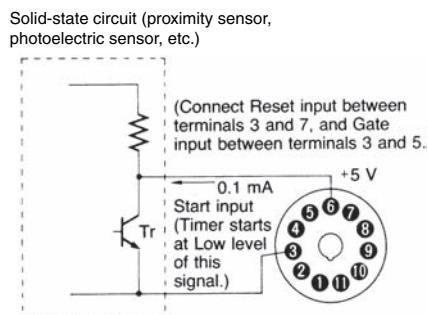 Solid-state circuit (proximity sensor,
photoelectric sensor, etc.)
(Connect Reset input between
terminals 3 and 7, and Gate
input between terminals 3 and 5.
+5 V
0.1 mA
Start input
(Timer starts
at Low level
of this
signal.)
Tr
5 6 7
4 8
3 9
2 10
1 11